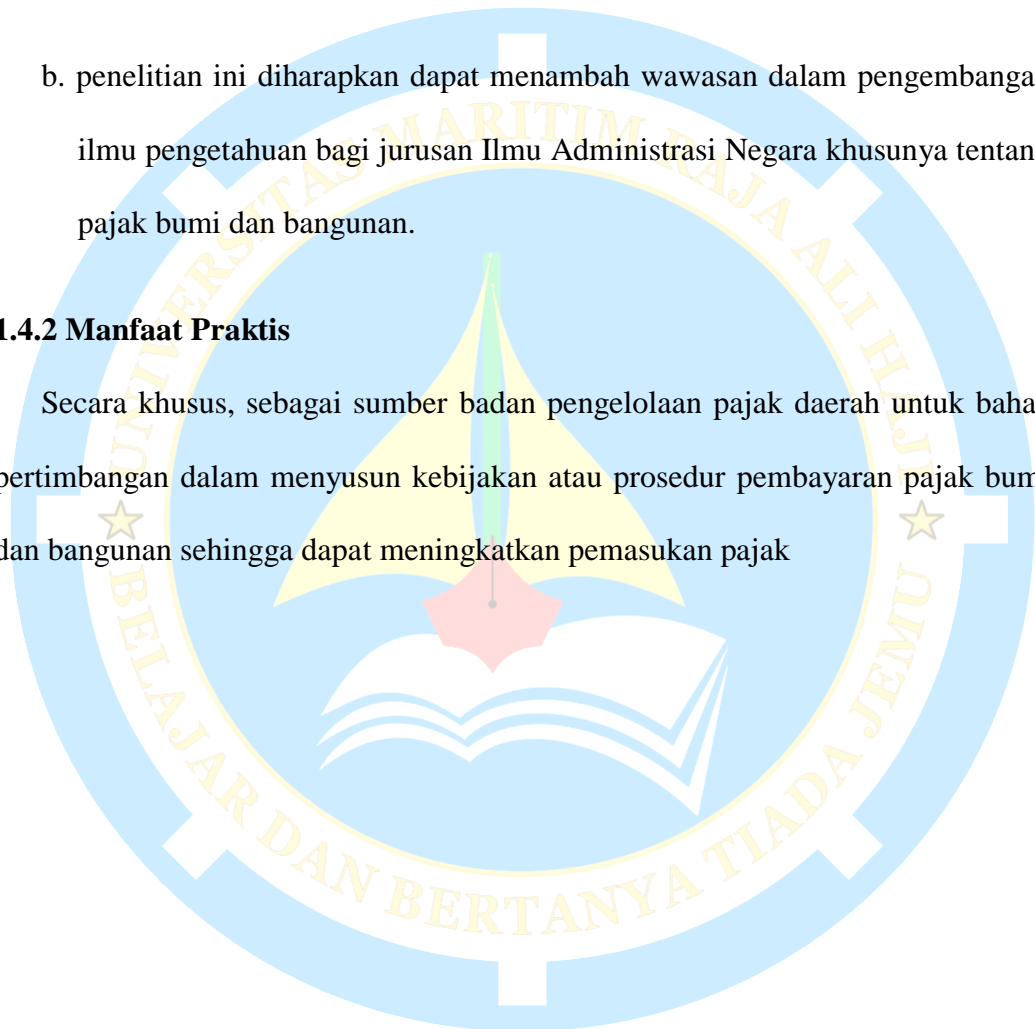 b. penelitian ini diharapkan dapat menambah wawasan dalam pengembanga
ilmu pengetahuan bagi jurusan Ilmu Administrasi Negara khusunya tentan
pajak bumi dan bangunan.
1.4.2 Manfaat Praktis
Secara khusus, sebagai sumber badan pengelolaan pajak daerah untuk baha
pertimbangan dalam menyusun kebijakan atau prosedur pembayaran pajak bum
dan bangunan sehingga dapat meningkatkan pemasukan pajak
UNIVERSITAS MARITIM RAJA ALI HAJI
BELAJAR DAN BERTANYA TIADA JEMU